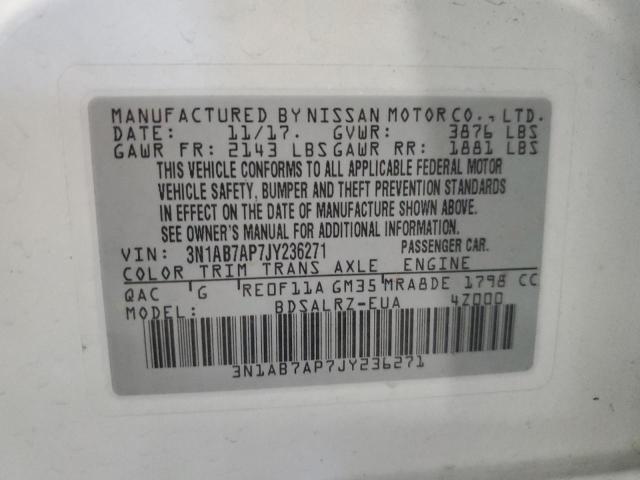 MANUFACTURED BY NISSAN MOTOR CO., LTD.
DATE: 11/17. GVWR: 3876 LBS
GAWR FR: 2143 LBS GAWR RR: 1881 LBS
THIS VEHICLE CONFORMS TO ALL APPLICABLE FEDERAL MOTOR
VEHICLE SAFETY, BUMPER AND THEFT PREVENTION STANDARDS
IN EFFECT ON THE DATE OF MANUFACTURE SHOWN ABOVE.
SEE OWNER'S MANUAL FOR ADDITIONAL INFORMATION.
VIN: 3N1AB7AP7JY236271 PASSENGER CAR.
COLOR TRIM TRANS AXLE ENGINE
QAC G RE0F11A GM35 MRA8DE 1798 CC
MODEL: BDSALRZ-EUA 4Z000
3N1AB7AP7JY236271